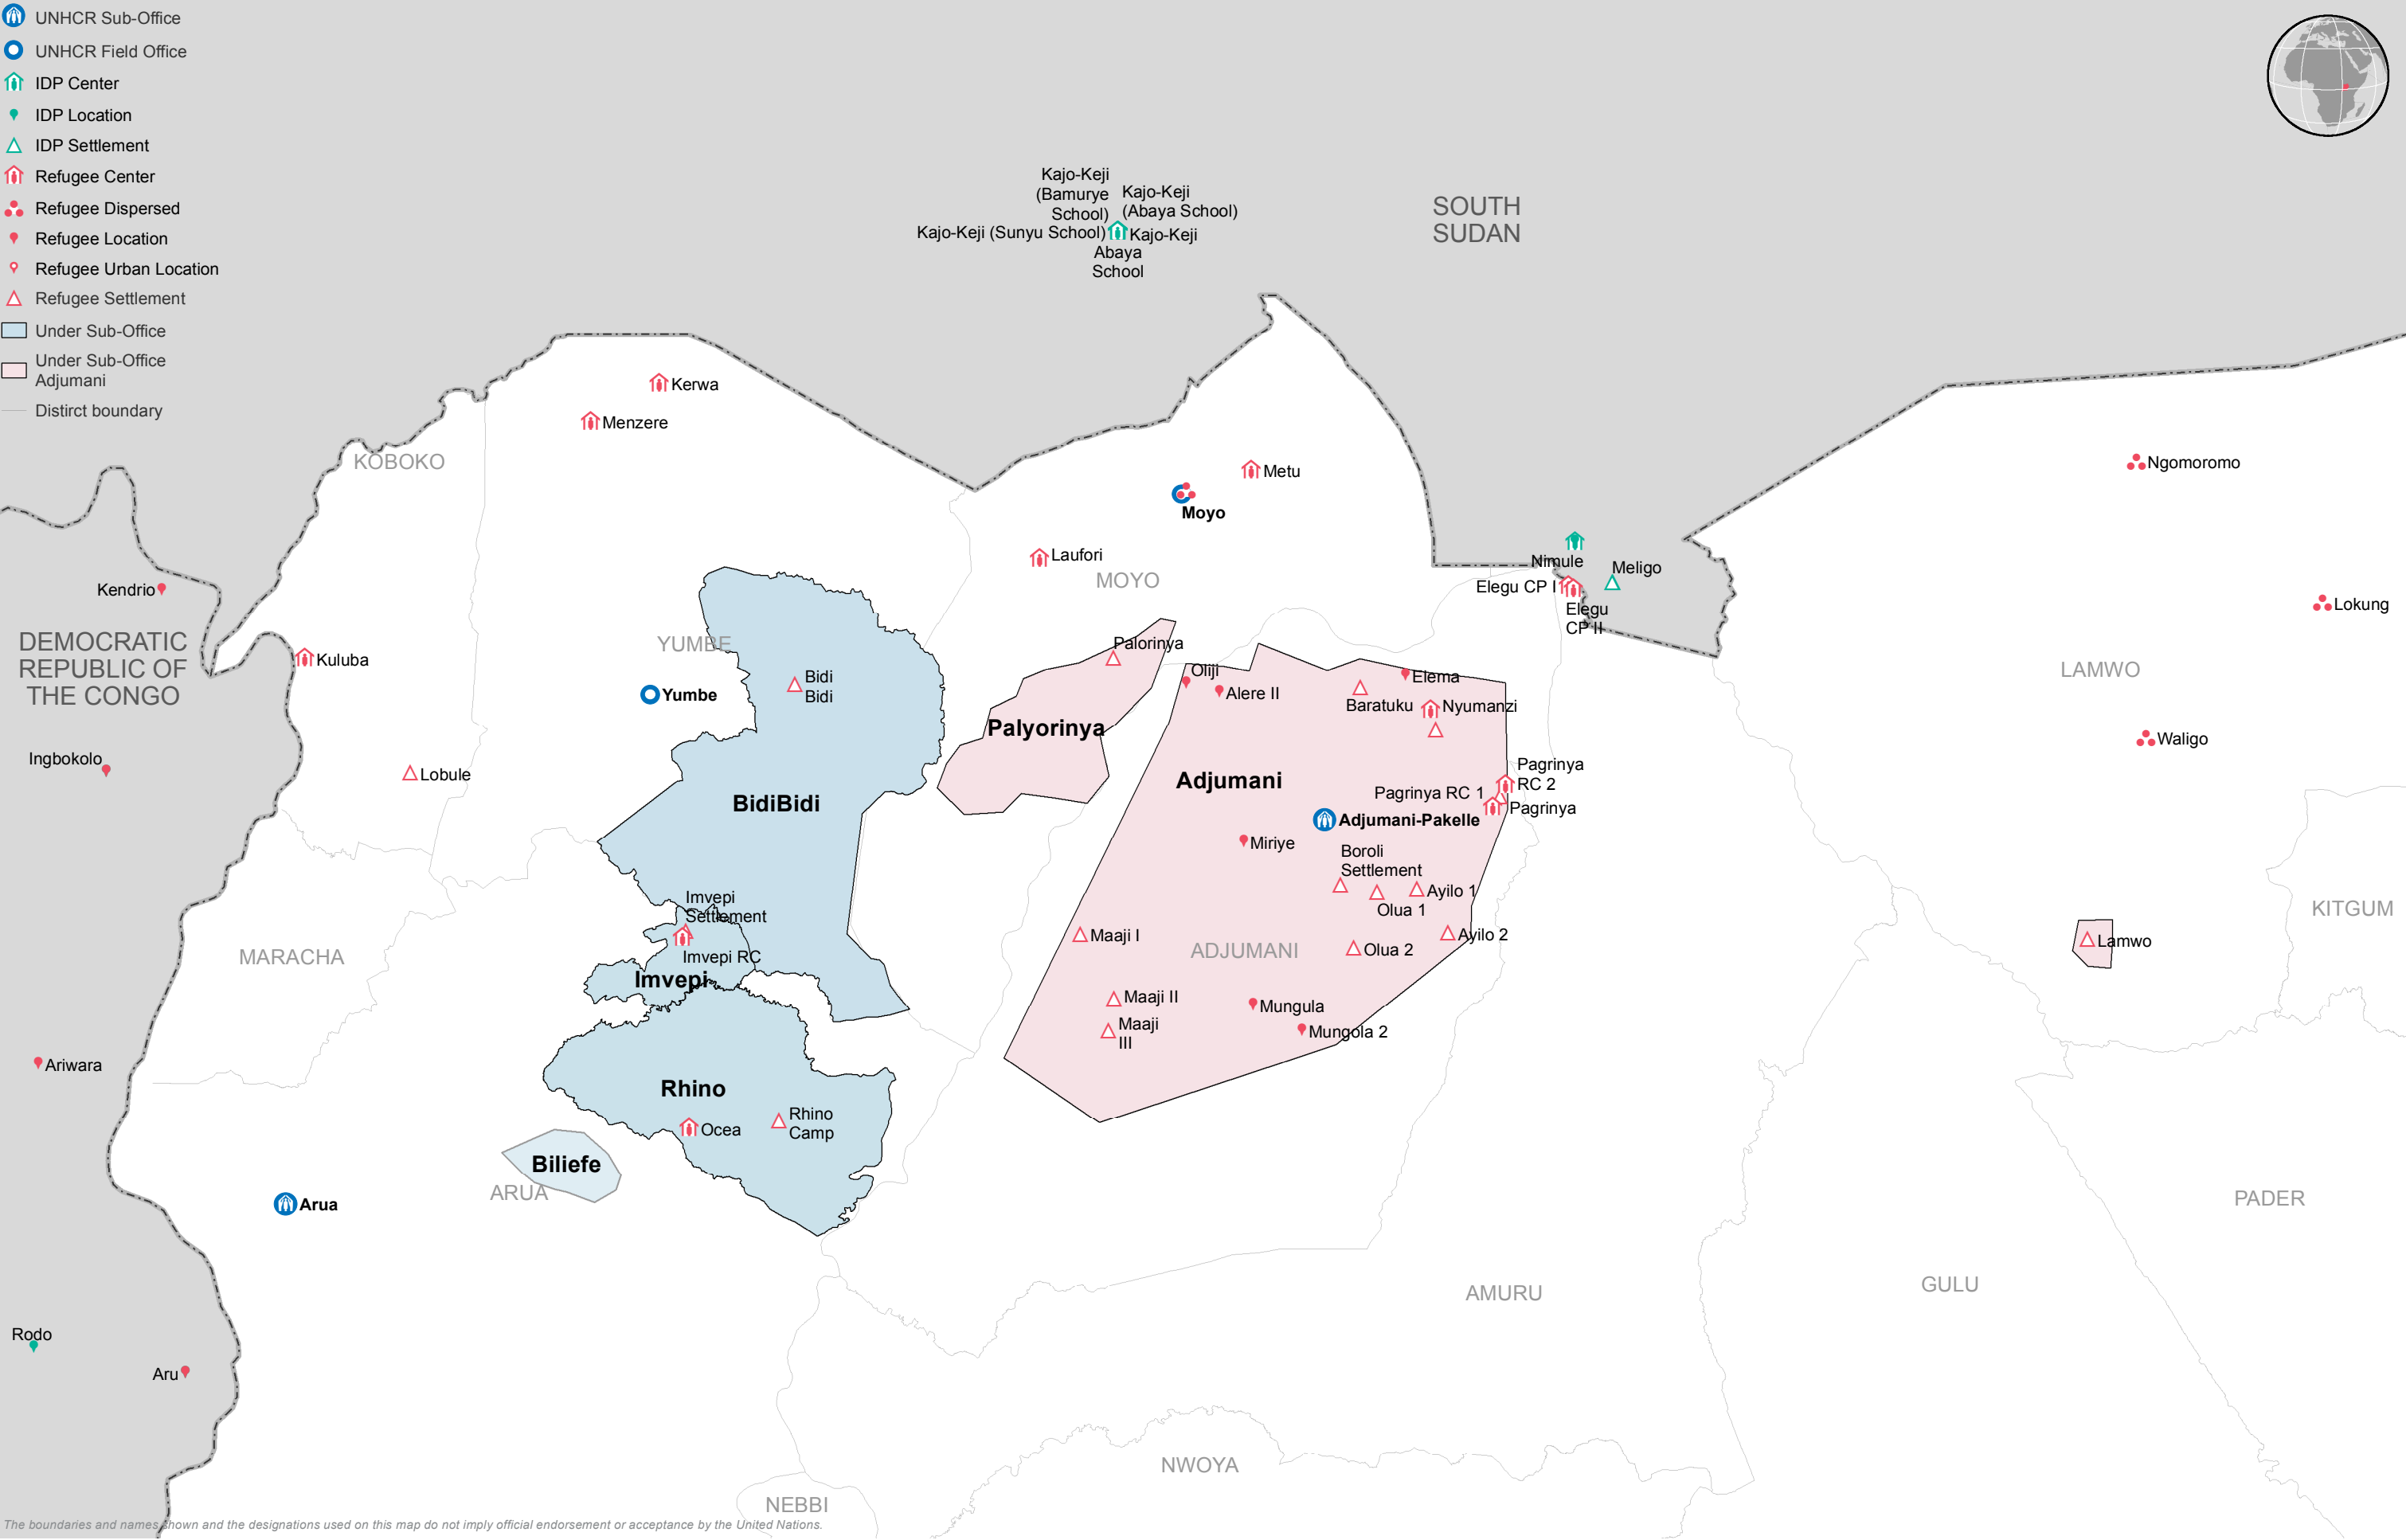 UNHCR Sub-Office
UNHCR Field Office
IDP Center
IDP Location
IDP Settlement
Refugee Center
Refugee Dispersed
Refugee Location
Refugee Urban Location
Refugee Settlement
Under Sub-Office
Under Sub-Office
Adjumani
Distirct boundary
Kajo-Keji
(Bamurye
School)
Kajo-Keji
(Abaya School)
Kajo-Keji (Sunyu School)
Kajo-Keji
Abaya
School
SOUTH
SUDAN
Kerwa
Menzere
KOBOKO
Metu
Moyo
Ngomoromo
Laufori
MOYO
Nimule
Meligo
Elegu CP I
Elegu
CP II
Lokung
Kendrio
DEMOCRATIC
REPUBLIC OF
THE CONGO
Kuluba
YUMBE
Yumbe
Bidi
Bidi
Palorinya
Palyorinya
Oliji
Alere II
Elema
Baratuku
Nyumanzi
LAMWO
Waligo
Ingbokolo
Lobule
BidiBidi
Adjumani
Pagrinya
RC 2
Pagrinya RC 1
Pagrinya
Adjumani-Pakelle
Miriye
Boroli
Settlement
Ayilo 1
Olua 1
Imvepi
Settlement
Imvepi RC
Imvepi
MARACHA
Maaji I
ADJUMANI
Olua 2
Ayilo 2
KITGUM
Lamwo
Maaji II
Maaji
III
Mungula
Mungola 2
Ariwara
Rhino
Ocea
Rhino
Camp
Biliefe
ARUA
Arua
PADER
AMURU
GULU
Rodo
Aru
NWOYA
NEBBI
The boundaries and names shown and the designations used on this map do not imply official endorsement or acceptance by the United Nations.